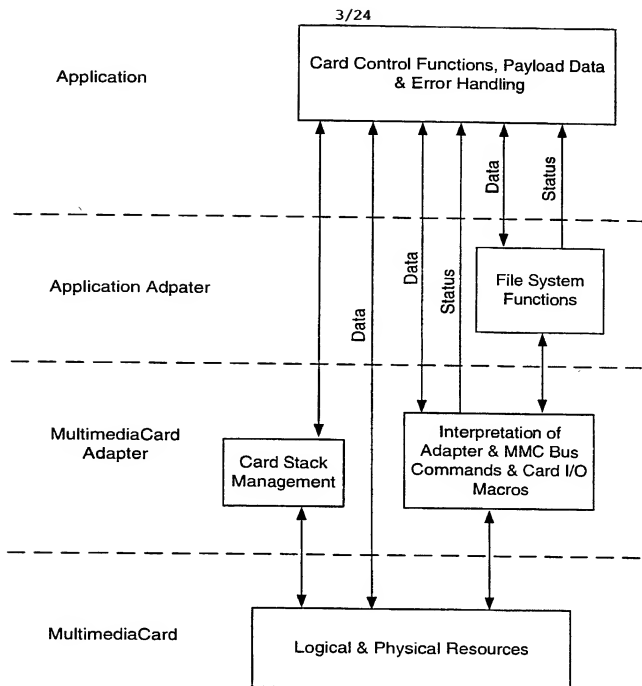 3/24
Application
Card Control Functions, Payload Data
& Error Handling
Data
Status
Application Adpater
File System
Functions
Data
Status
Data
MultimediaCard
Adapter
Card Stack
Management
Interpretation of
Adapter & MMC Bus
Commands & Card I/O
Macros
MultimediaCard
Logical & Physical Resources